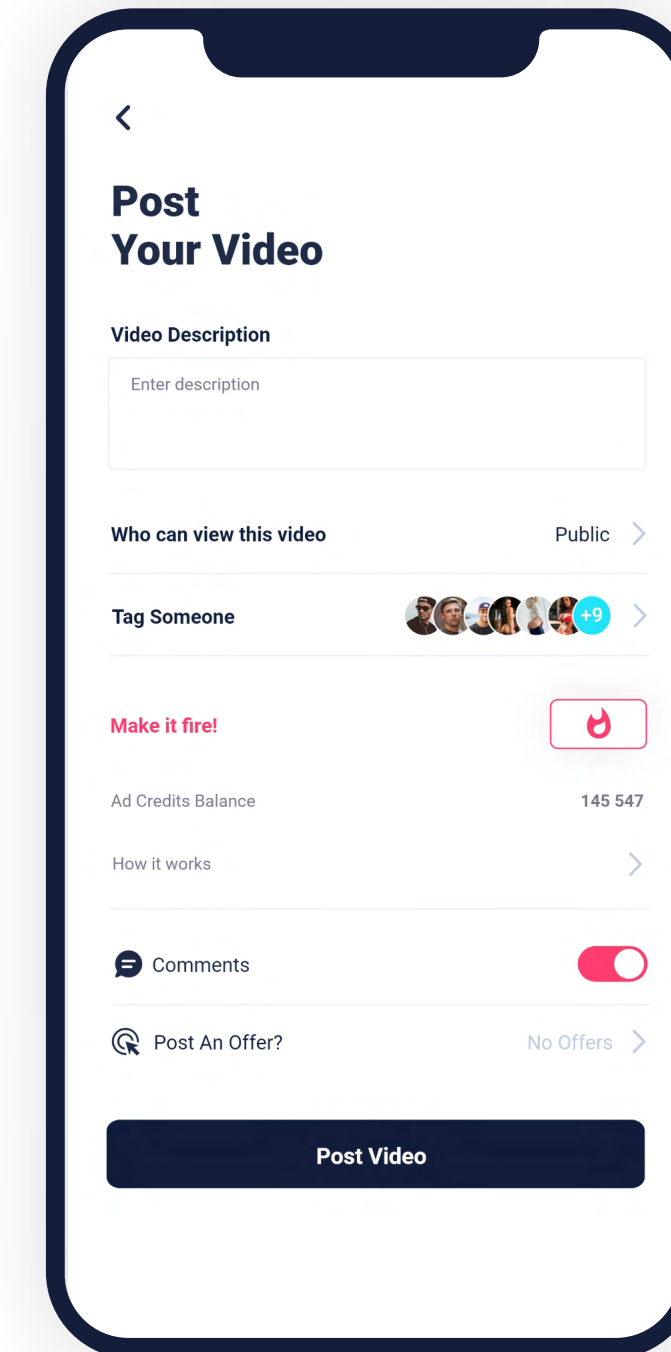 Post
Your Video
Video Description
Enter description
Who can view this video Public
Tag Someone +9
Make it fire!
Ad Credits Balance 145 547
How it works
Comments
Post An Offer? No Offers
Post Video